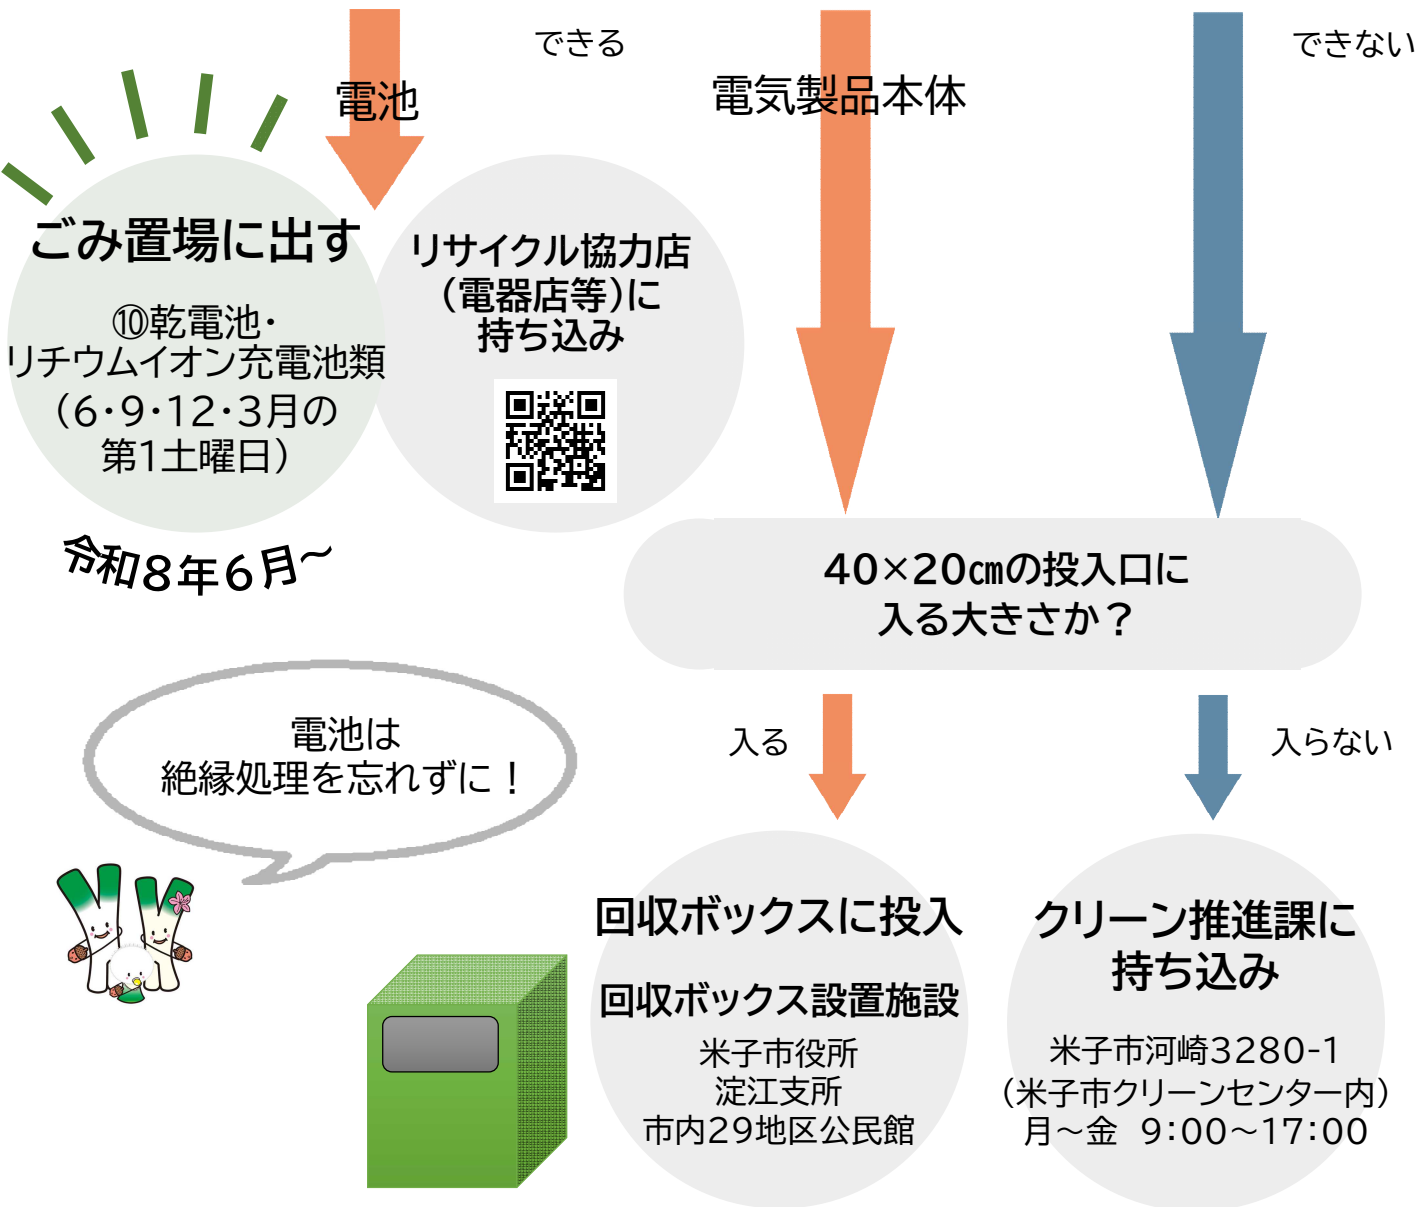 できる
できない
電池
電気製品本体
ごみ置場に出す
⑩乾電池・
リチウムイオン充電池類
（6・9・12・3月の
第1土曜日）
令和８年６月～
リサイクル協力店
（電器店等）に
持ち込み
40×20㎝の投入口に
入る大きさか？
入る
入らない
電池は
絶縁処理を忘れずに！
回収ボックスに投入
回収ボックス設置施設
米子市役所
淀江支所
市内29地区公民館
クリーン推進課に
持ち込み
米子市河崎3280-1
（米子市クリーンセンター内）
月～金　9：00～17：00